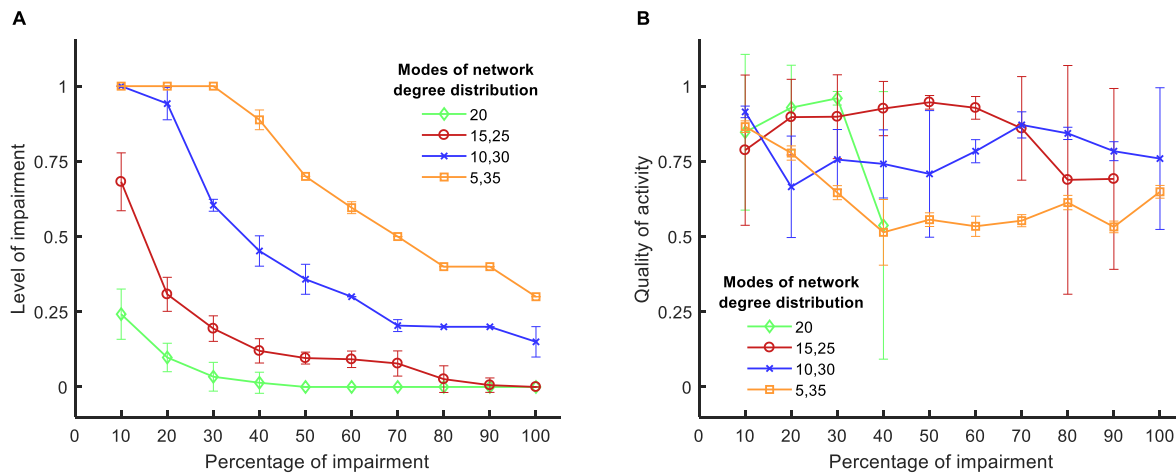 A
Level of impairment
1
0.75
0.5
0.25
0
0 10 20 30 40 50 60 70 80 90 100
Percentage of impairment
Modes of network
degree distribution
20
15,25
10,30
5,35
B
Quality of activity
1
0.75
0.5
0.25
0
0 10 20 30 40 50 60 70 80 90 100
Percentage of impairment
Modes of network
degree distribution
20
15,25
10,30
5,35